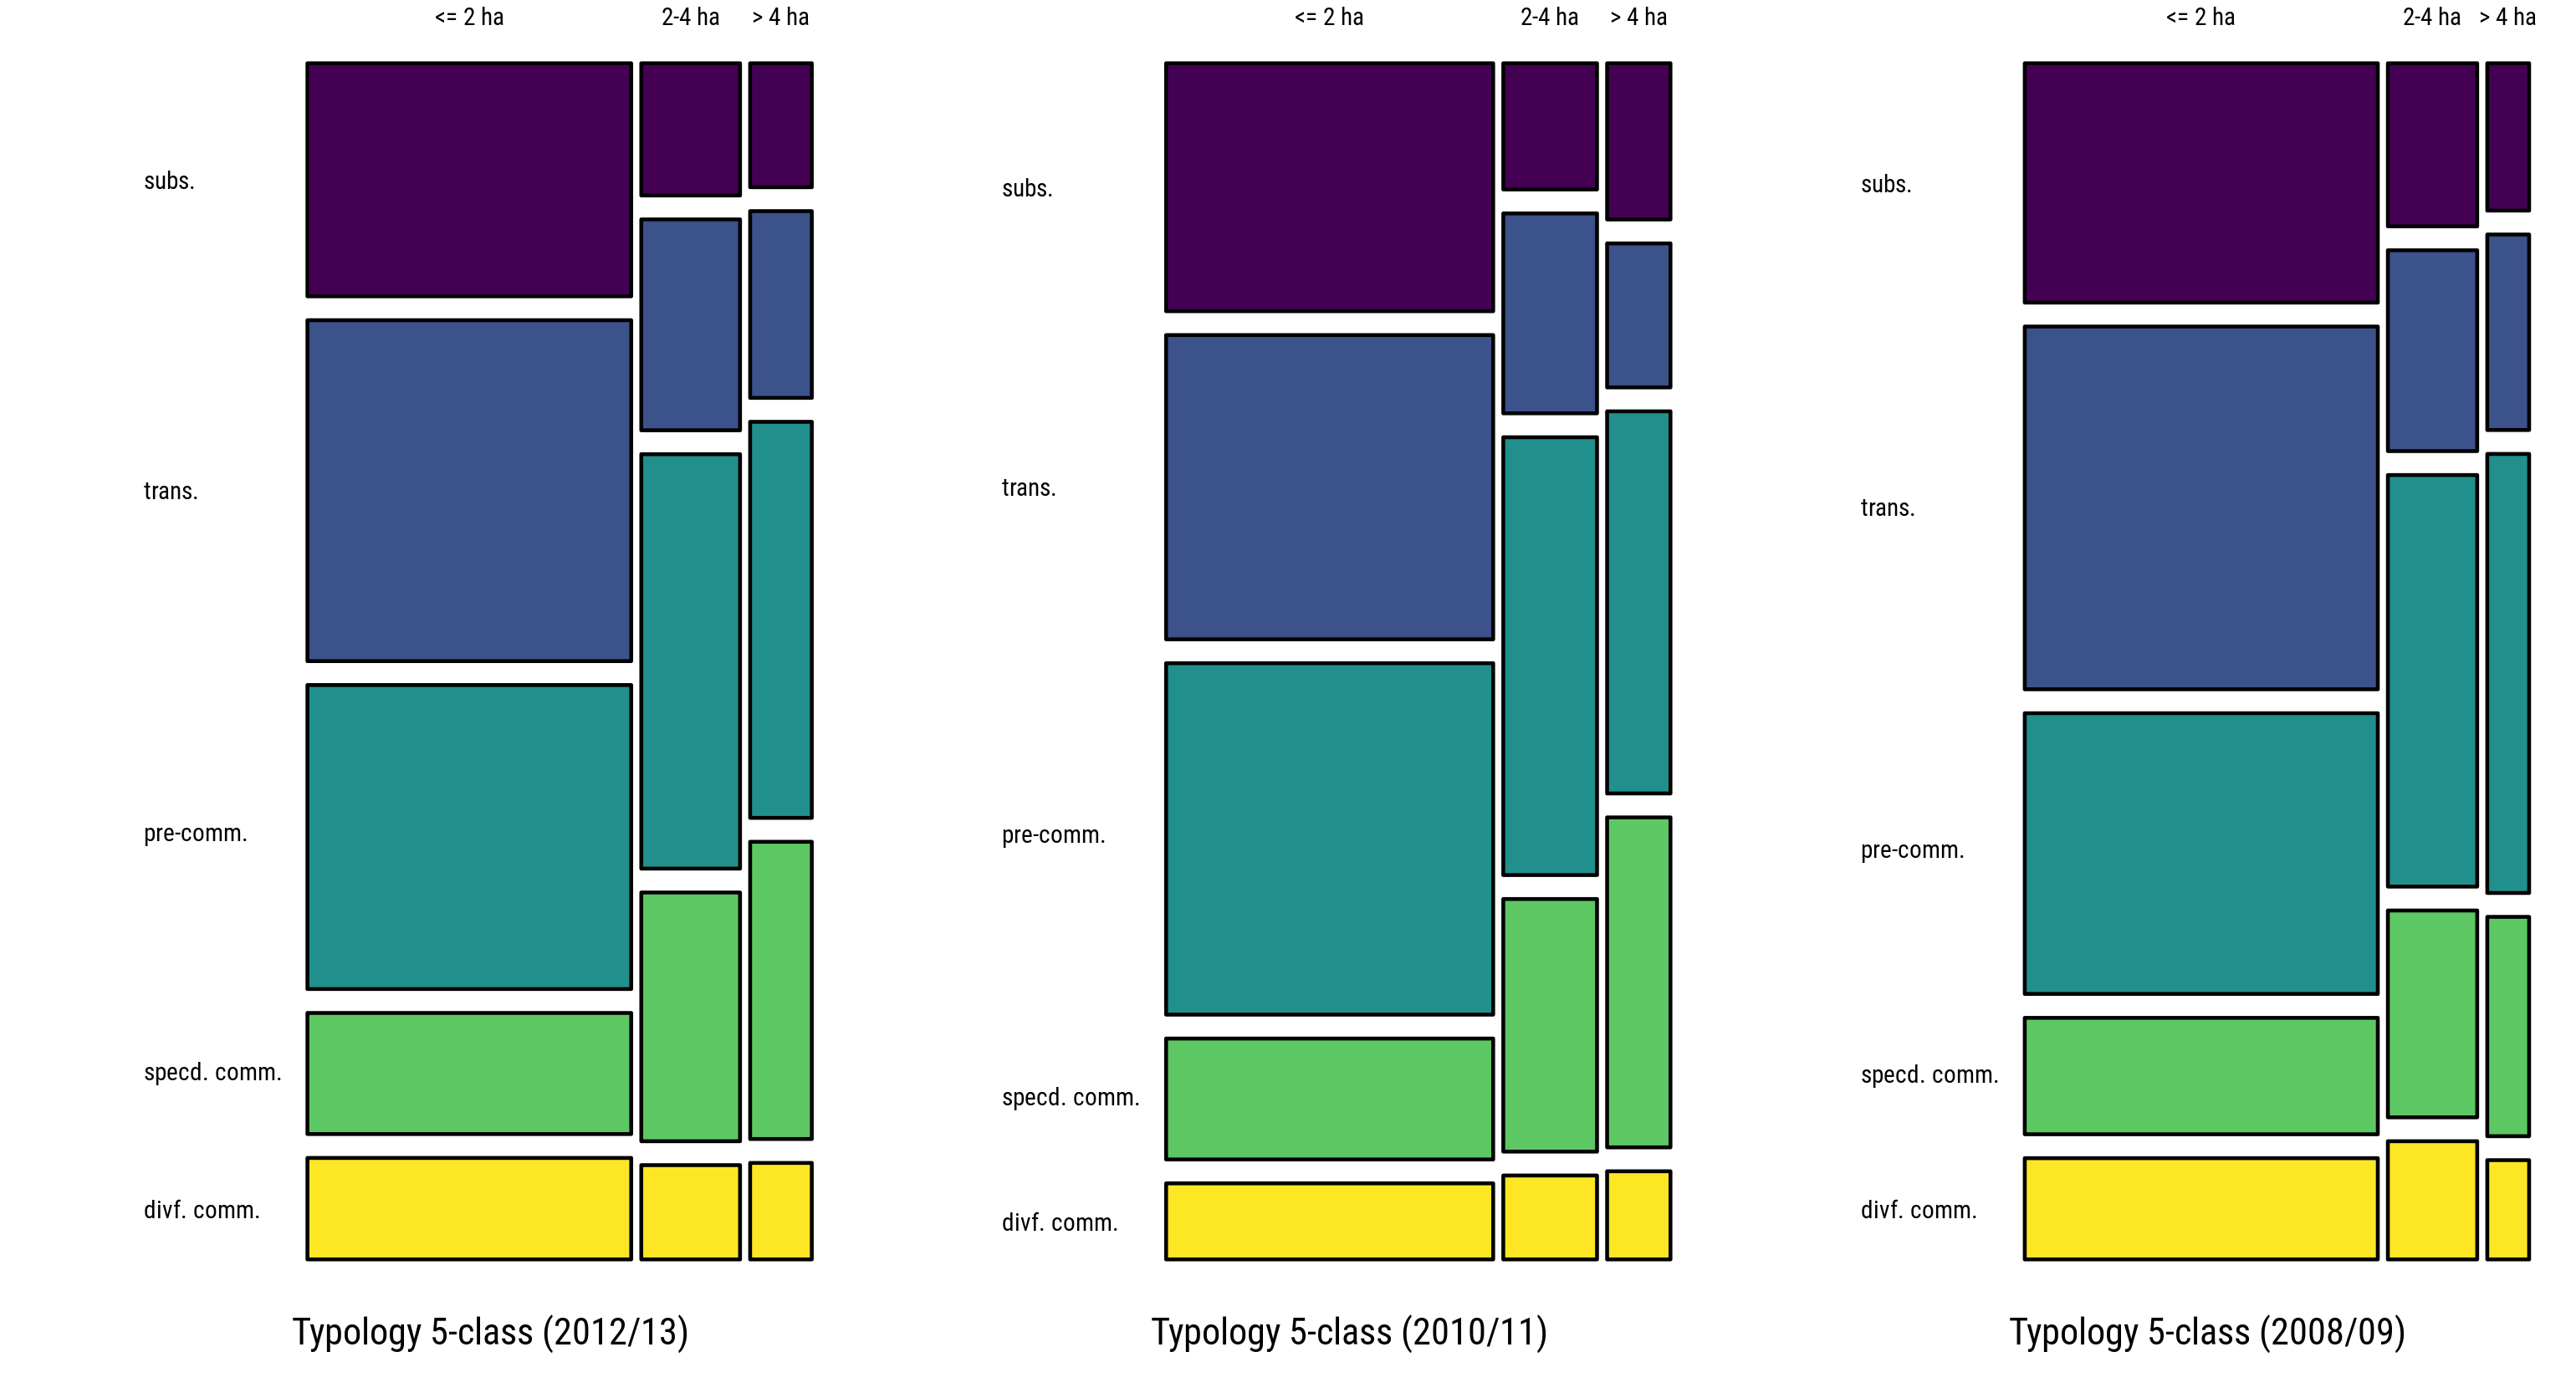 <= 2 ha 2-4 ha > 4 ha
subs.
trans.
pre-comm.
specd. comm.
divf. comm.
Typology 5-class (2012/13)
<= 2 ha 2-4 ha > 4 ha
subs.
trans.
pre-comm.
specd. comm.
divf. comm.
Typology 5-class (2010/11)
<= 2 ha 2-4 ha > 4 ha
subs.
trans.
pre-comm.
specd. comm.
divf. comm.
Typology 5-class (2008/09)